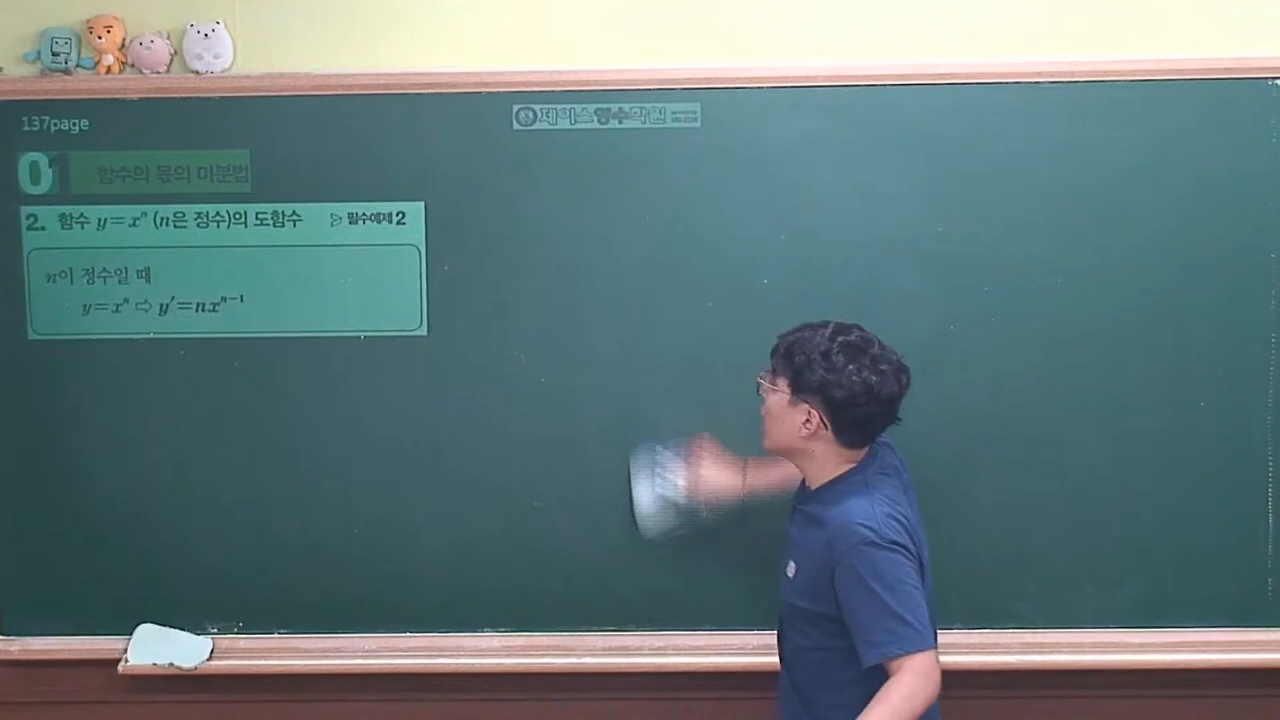 137page
제이스영수학원
01 함수의 몫의 미분법
2. 함수 y=xⁿ (n은 정수)의 도함수 ▷ 필수예제 2
n이 정수일 때
y=xⁿ ⇨ y′=nxⁿ⁻¹